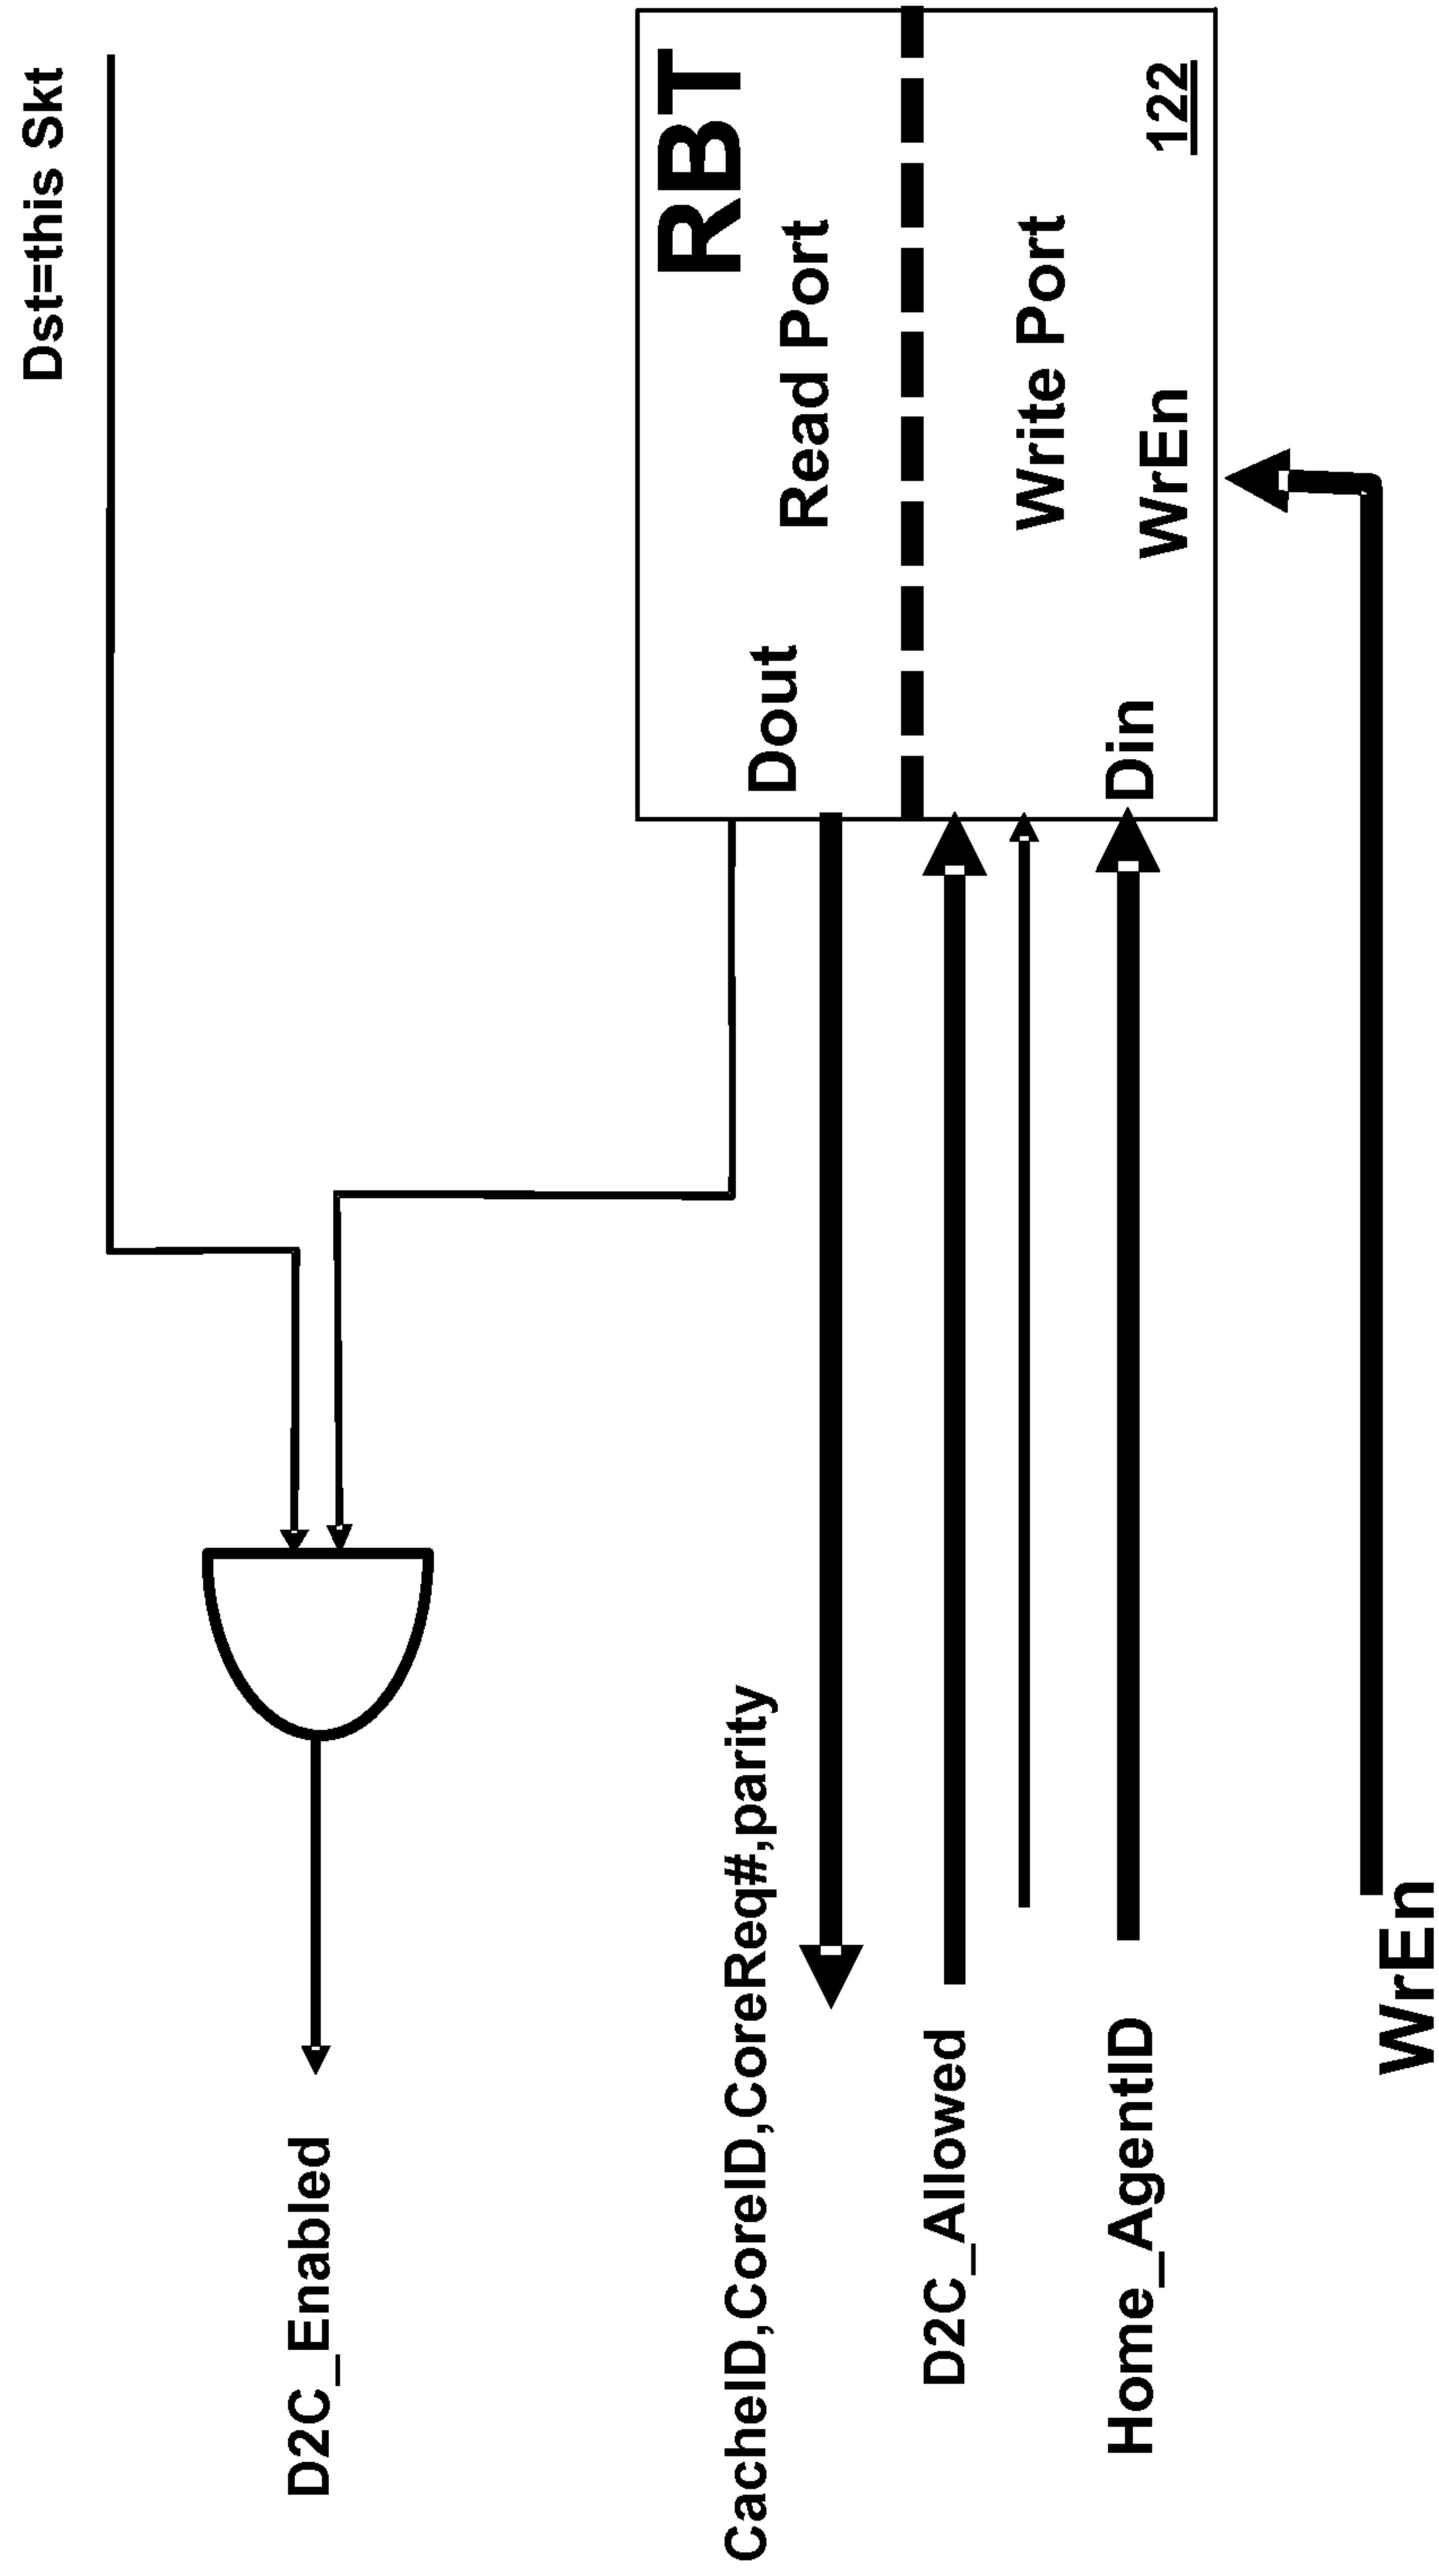 Dst=this Skt
D2C_Enabled
RBT
Read Port
Dout
CacheID,CoreID,CoreReq#,parity
D2C_Allowed
Write Port
Home_AgentID
Din
WrEn
122
WrEn